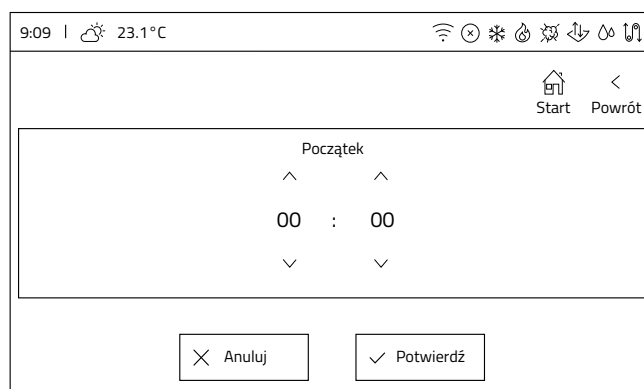 9:09 | 23.1°C
Start Powrót
Początek
00 : 00
Anuluj Potwierdź